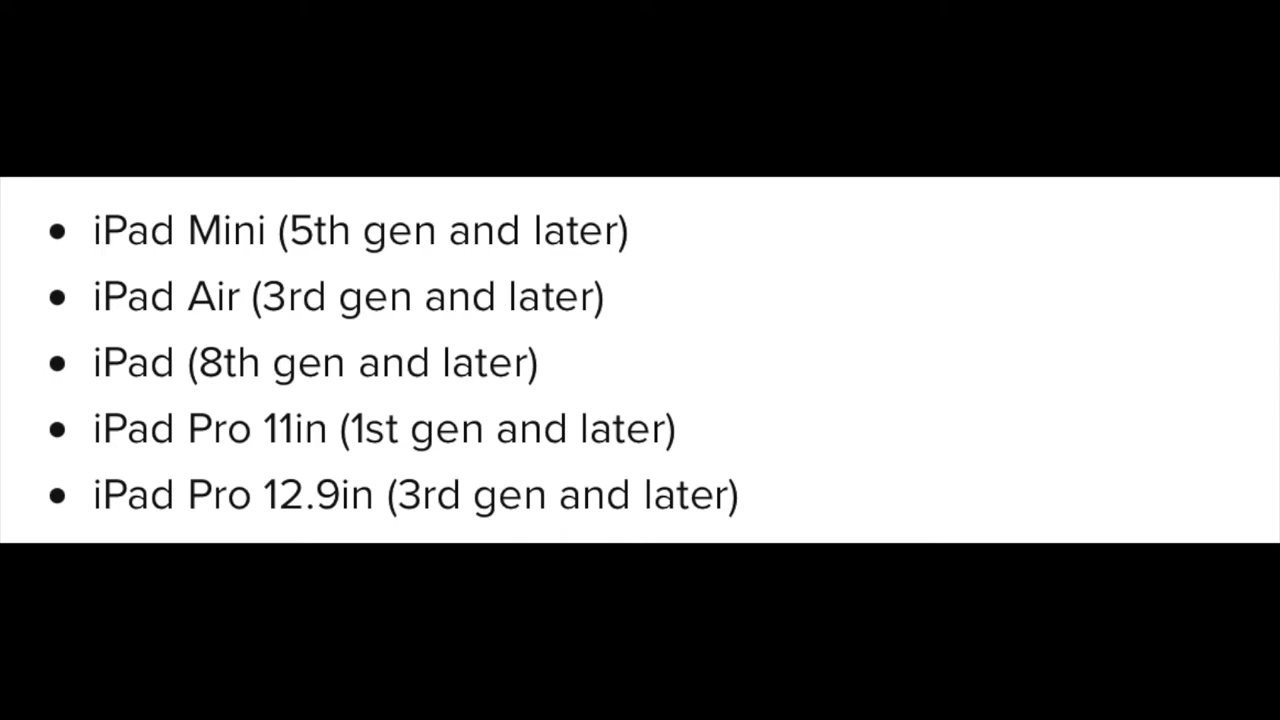 • iPad Mini (5th gen and later)
• iPad Air (3rd gen and later)
• iPad (8th gen and later)
• iPad Pro 11in (1st gen and later)
• iPad Pro 12.9in (3rd gen and later)